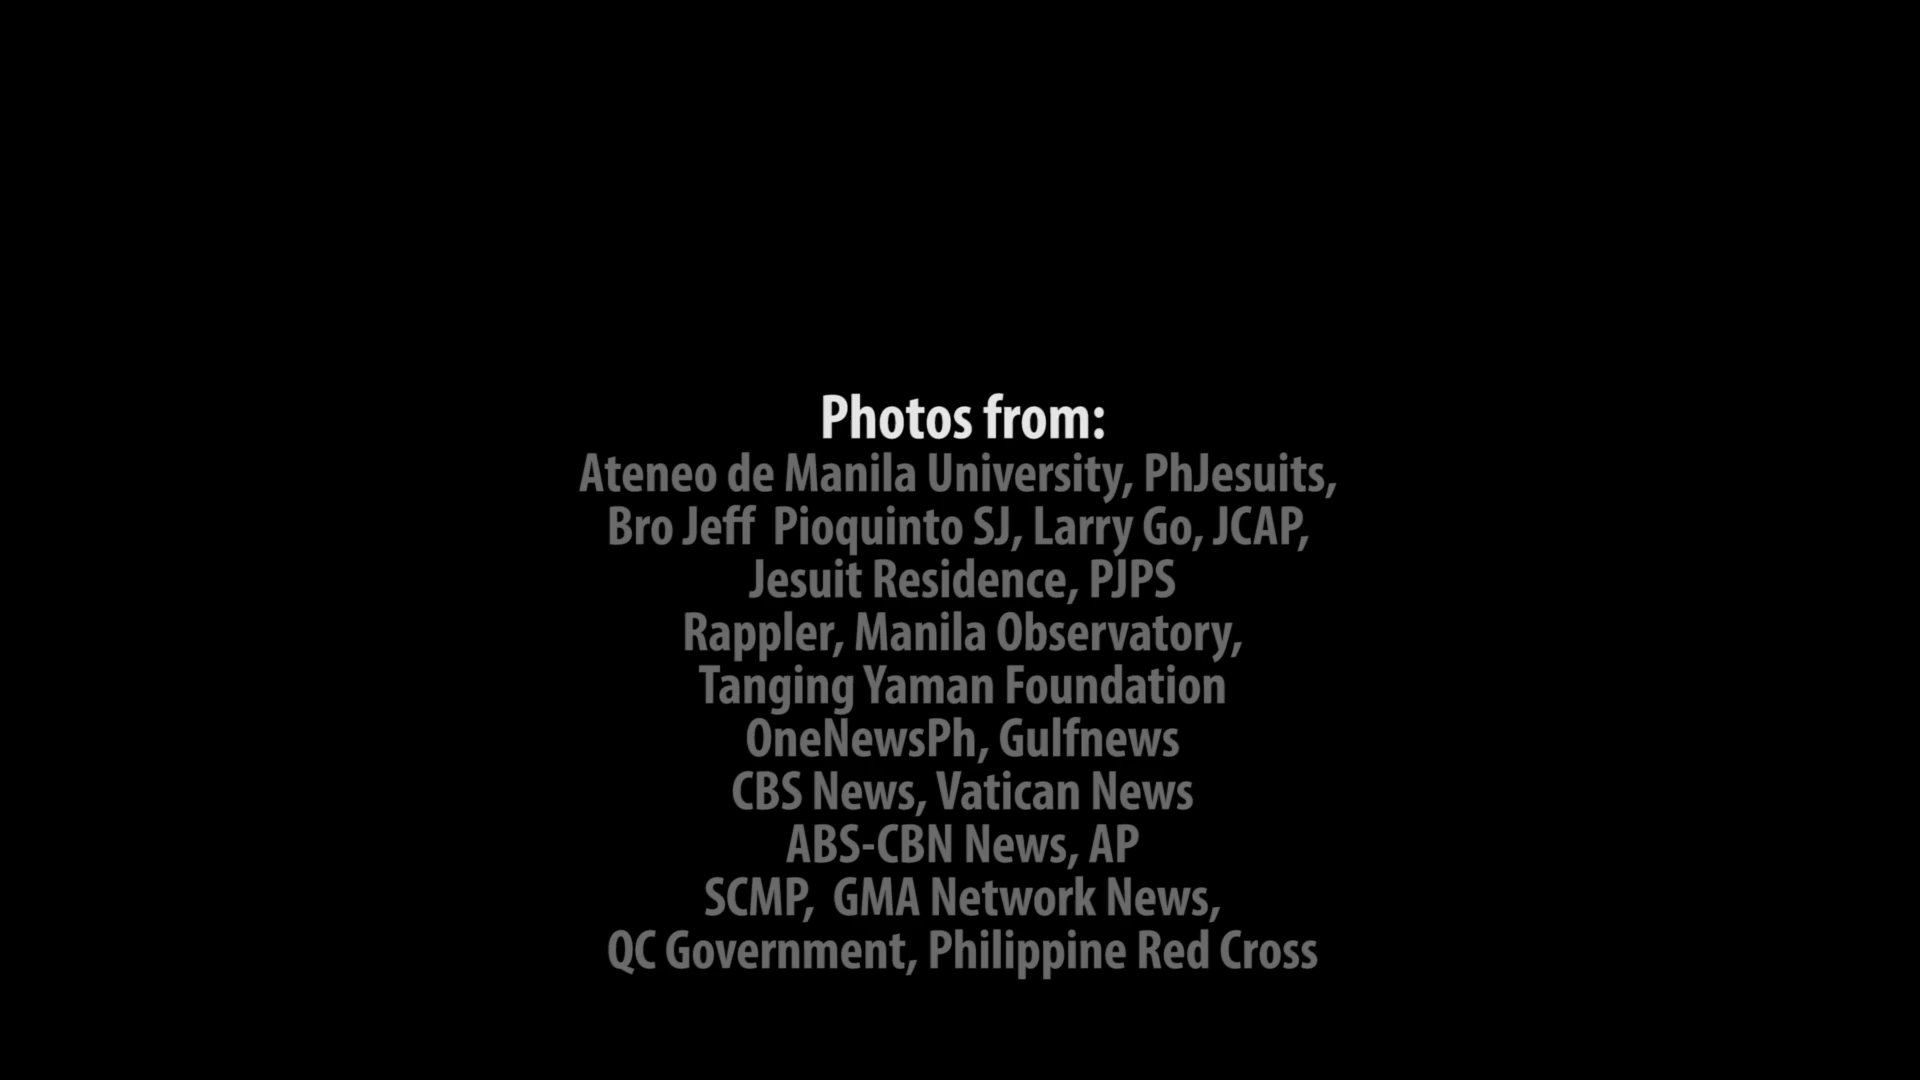 Photos from:
Ateneo de Manila University, PhJesuits,
Bro Jeff  Pioquinto SJ, Larry Go, JCAP,
Jesuit Residence, PJPS
Rappler, Manila Observatory,
Tanging Yaman Foundation
OneNewsPh, Gulfnews
CBS News, Vatican News
ABS-CBN News, AP
SCMP,  GMA Network News,
QC Government, Philippine Red Cross